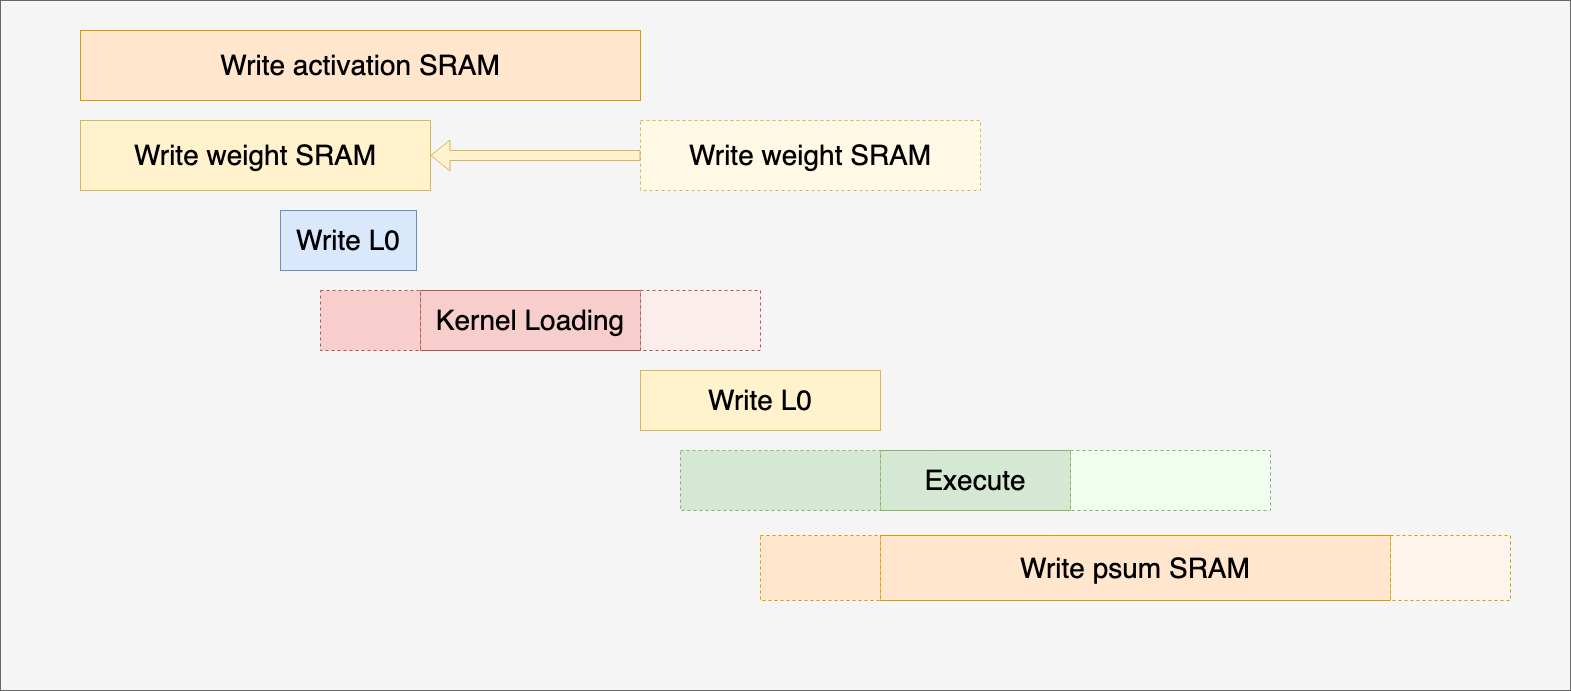 Write activation SRAM
Write weight SRAM
Write weight SRAM
Write L0
Kernel Loading
Write L0
Execute
Write psum SRAM